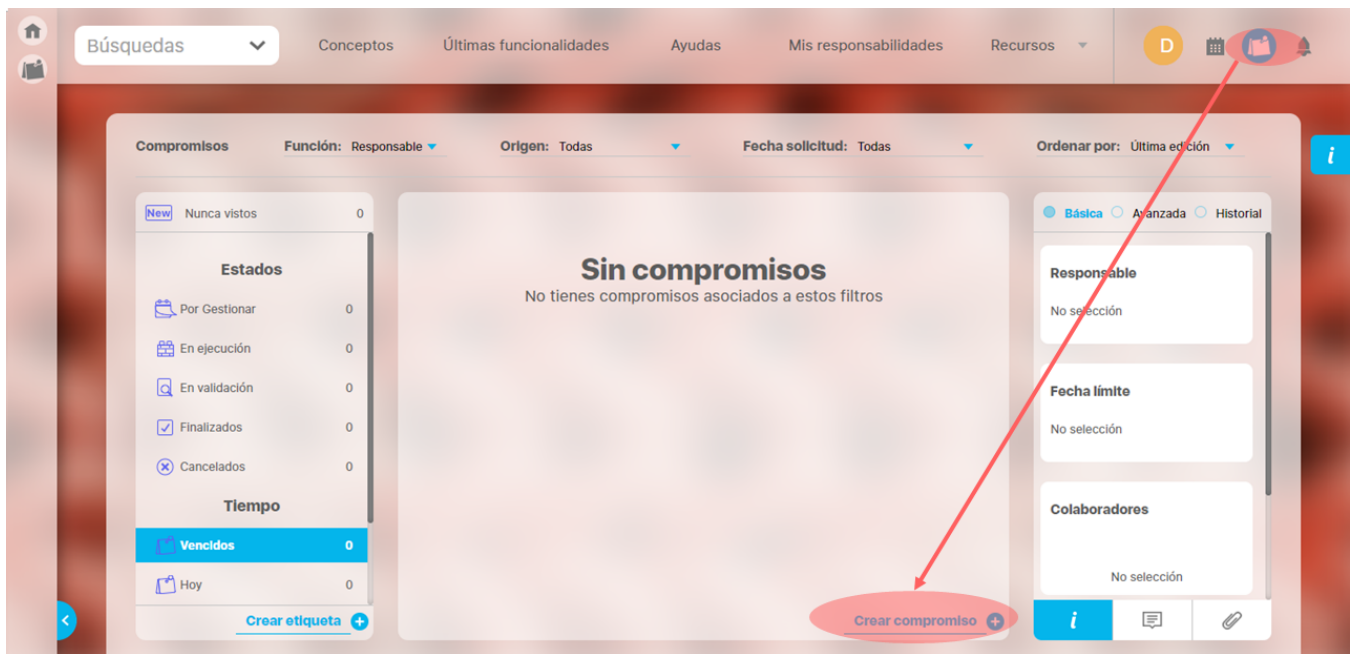 Búsquedas
Conceptos
Últimas funcionalidades
Ayudas
Mis responsabilidades
Recursos
D
Compromisos
Función: Responsable
Origen: Todas
Fecha solicitud: Todas
Ordenar por: Última edición
i
New Nunca vistos 0
Estados
Por Gestionar 0
En ejecución 0
En validación 0
Finalizados 0
Cancelados 0
Tiempo
Vencidos 0
Hoy 0
Crear etiqueta
Sin compromisos
No tienes compromisos asociados a estos filtros
Crear compromiso
Básica Avanzada Historial
Responsable
No selección
Fecha límite
No selección
Colaboradores
No selección
i